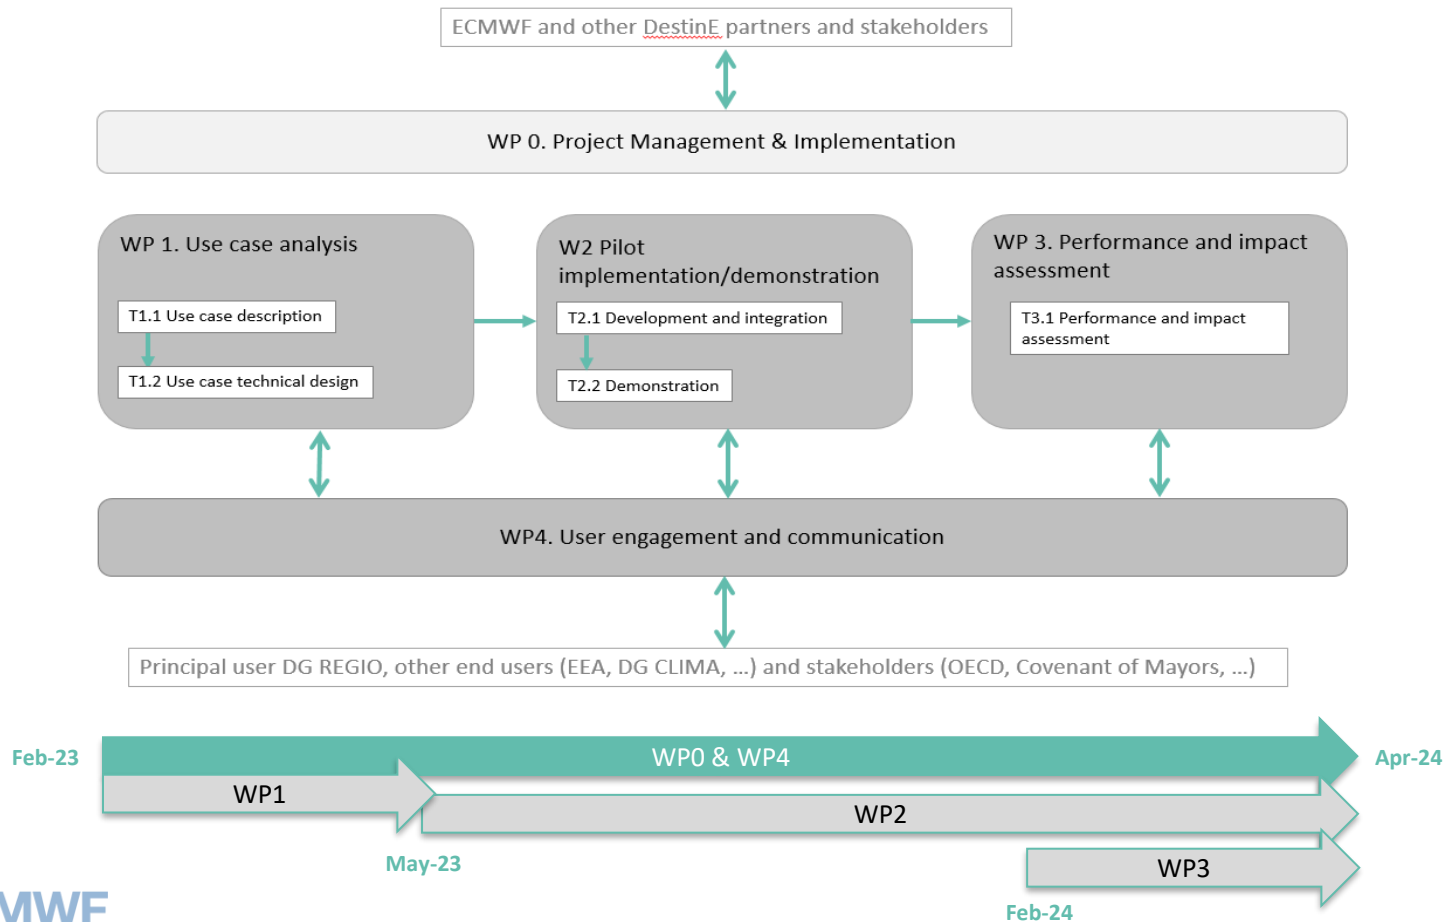 ECMWF and other DestinE partners and stakeholders
WP 0. Project Management & Implementation
WP 1. Use case analysis
T1.1 Use case description
T1.2 Use case technical design
W2 Pilot
implementation/demonstration
T2.1 Development and integration
T2.2 Demonstration
WP 3. Performance and impact
assessment
T3.1 Performance and impact
assessment
WP4. User engagement and communication
Principal user DG REGIO, other end users (EEA, DG CLIMA, ...) and stakeholders (OECD, Covenant of Mayors, ...)
Feb-23
WP0 & WP4
Apr-24
WP1
WP2
May-23
WP3
Feb-24
MWF